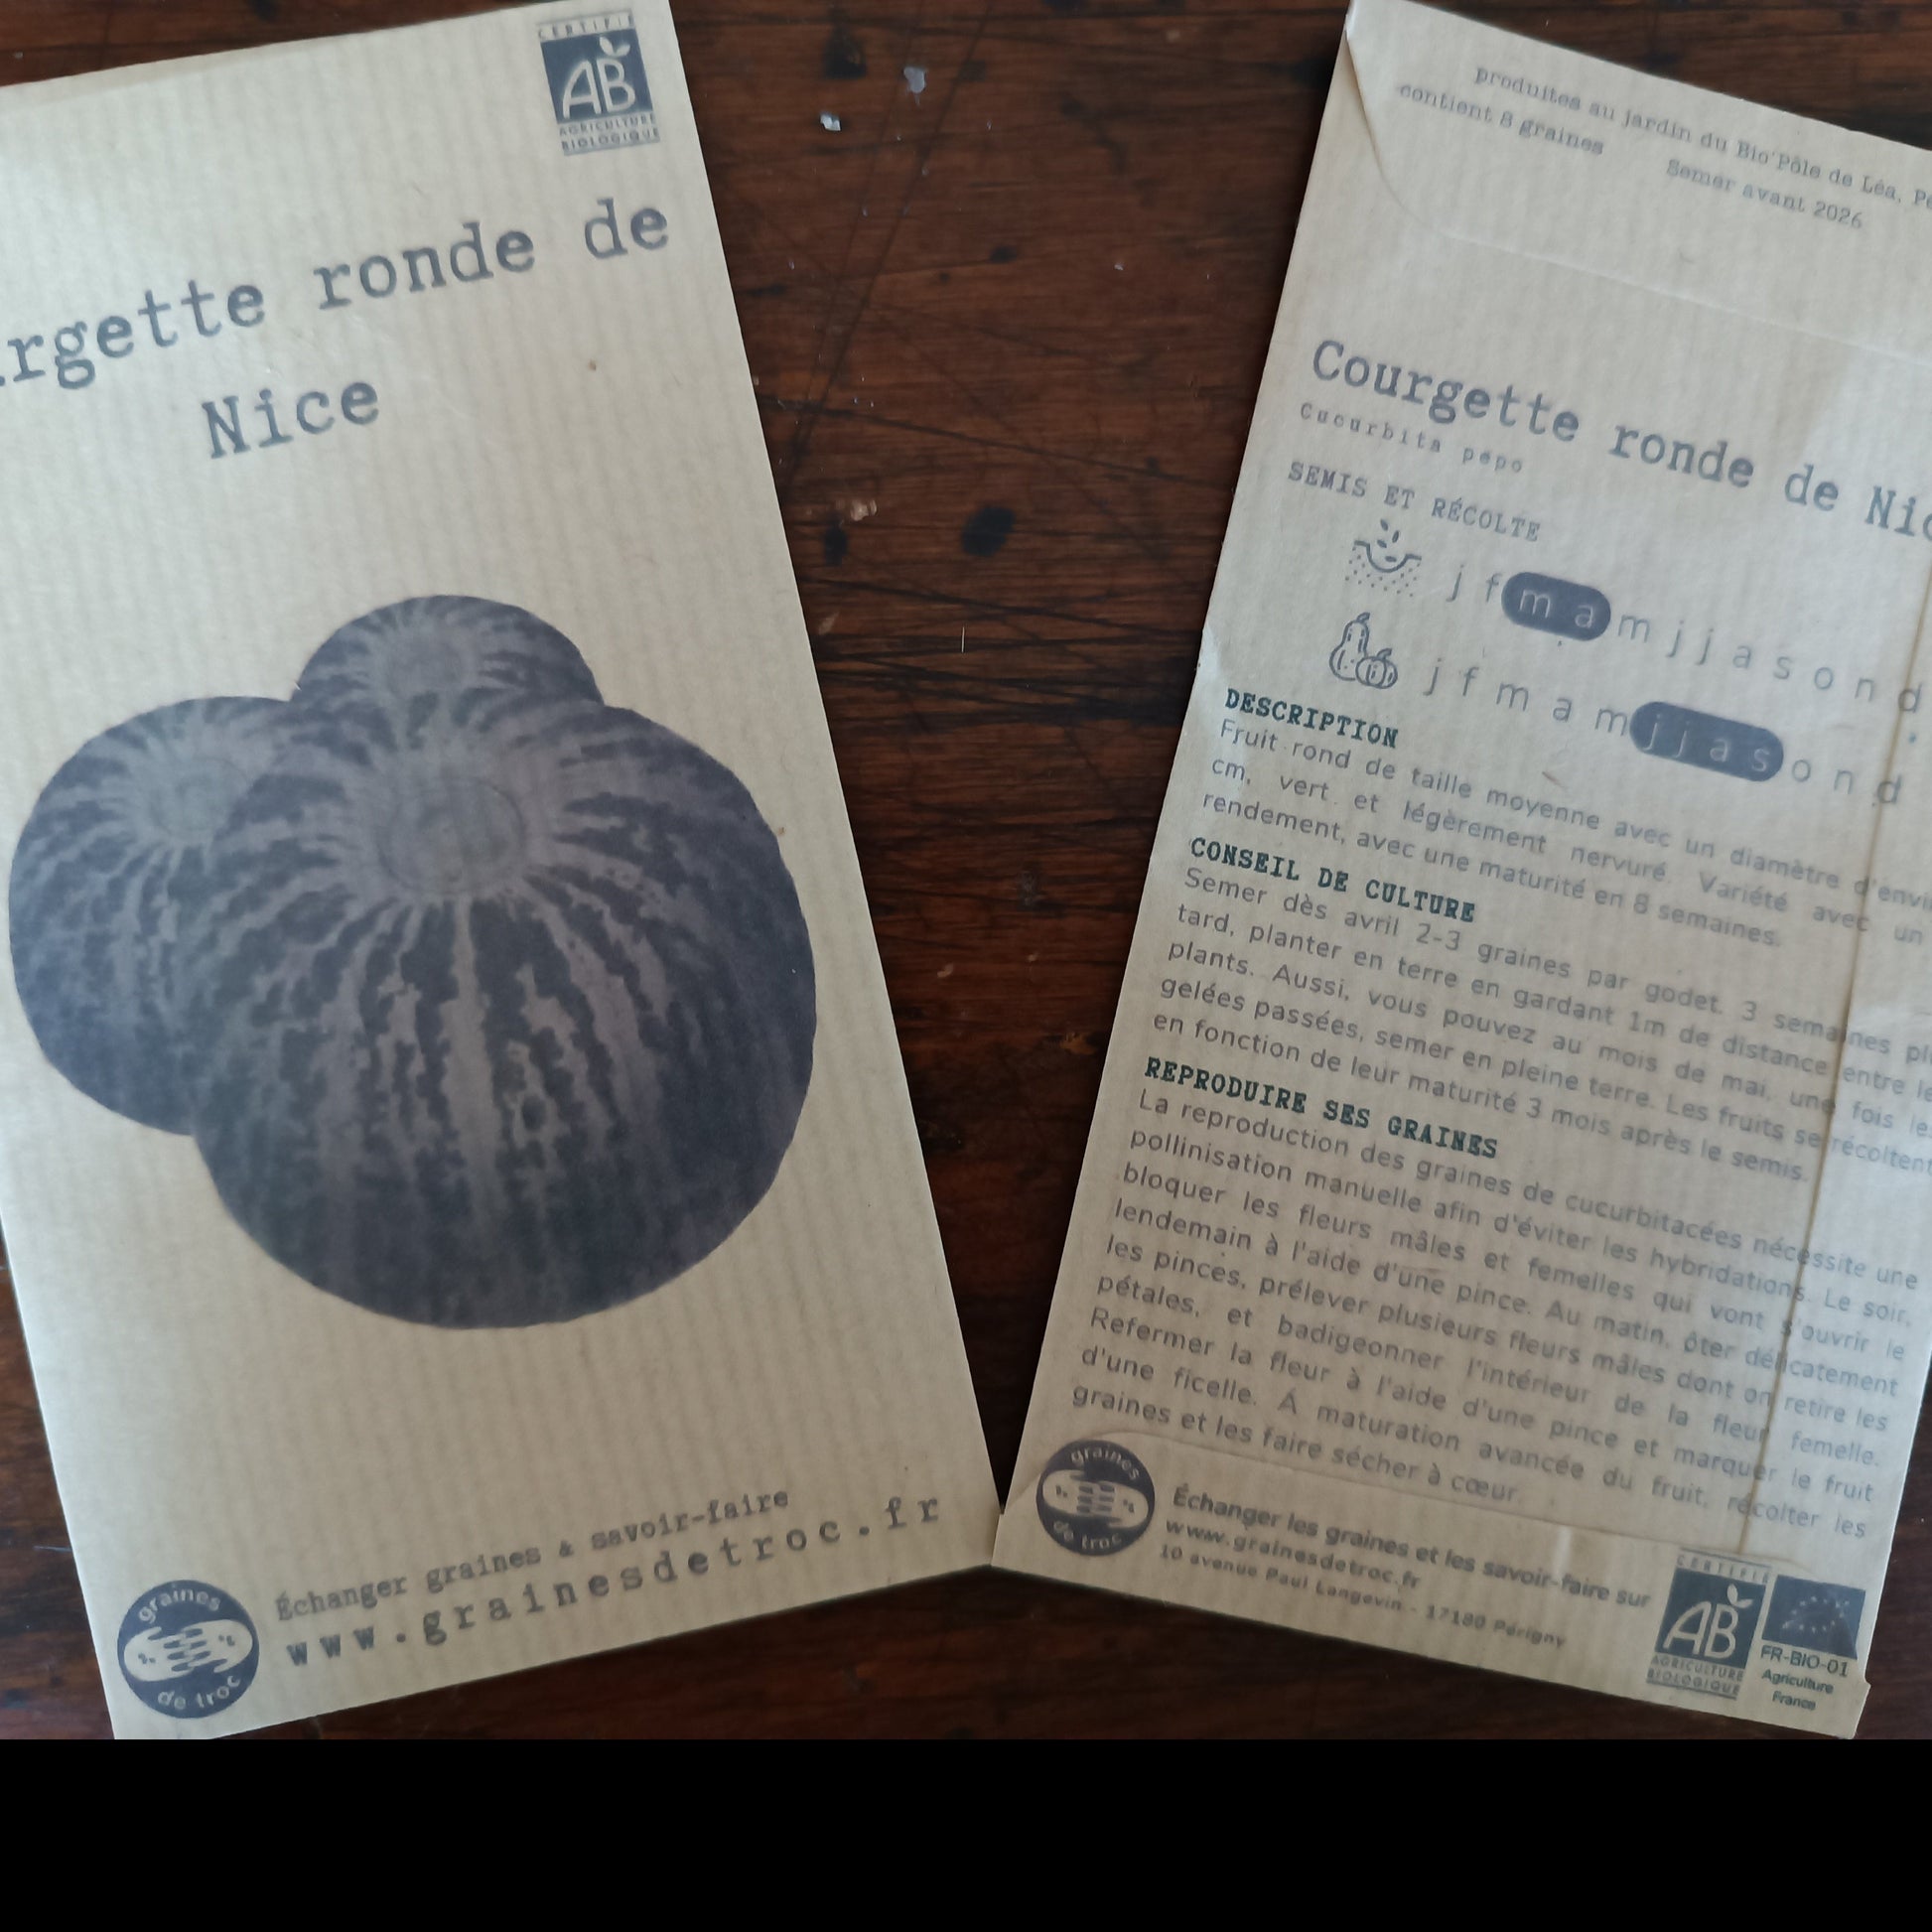 CERTIFIÉ
AB
AGRICULTURE
BIOLOGIQUE
ronde de
Nice
graines
de troc
Échanger graines & savoir-faire
www.grainesdetroc.fr
produites au jardin du Bio'Pôle de Léa,
contient 8 graines Semer avant 2026
Courgette ronde de
Cucurbita pepo
SEMIS ET RÉCOLTE
j f m a m j j a s o n d
j f m a m j j a s o n d
DESCRIPTION
Fruit rond de taille moyenne avec un diamètre
cm, vert et légèrement nervuré. Variété avec un
rendement, avec une maturité en 8 semaines.
CONSEIL DE CULTURE
Semer dès avril 2-3 graines par godet. 3 semaines
tard, planter en terre en gardant 1m de distance entre
plants. Aussi, vous pouvez au mois de mai, une fois les
gelées passées, semer en pleine terre. Les fruits se récoltent
en fonction de leur maturité 3 mois après le semis.
REPRODUIRE SES GRAINES
La reproduction des graines de cucurbitacées nécessite une
pollinisation manuelle afin d'éviter les hybridations. Le soir,
bloquer les fleurs mâles et femelles qui vont s'ouvrir le
lendemain à l'aide d'une pince. Au matin, ôter délicatement
les pinces, prélever plusieurs fleurs mâles dont on retire les
pétales, et badigeonner l'intérieur de la fleur femelle.
Refermer la fleur à l'aide d'une pince et marquer le fruit
d'une ficelle. À maturation avancée du fruit, récolter les
graines et les faire sécher à cœur.
graines
de troc
Échanger les graines et les savoir-faire sur
www.grainesdetroc.fr
10 avenue Paul Langevin - 17180 Périgny
CERTIFIÉ
AB
AGRICULTURE
BIOLOGIQUE
FR-BIO-01
Agriculture
France